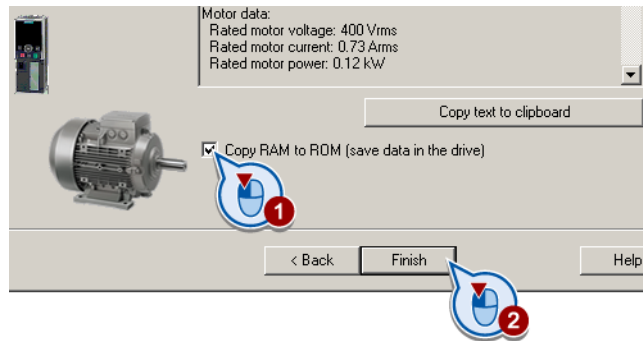 Motor data:
Rated motor voltage: 400 Vrms
Rated motor current: 0.73 Arms
Rated motor power: 0.12 kW
Copy text to clipboard
Copy RAM to ROM (save data in the drive)
1
< Back Finish Help
2